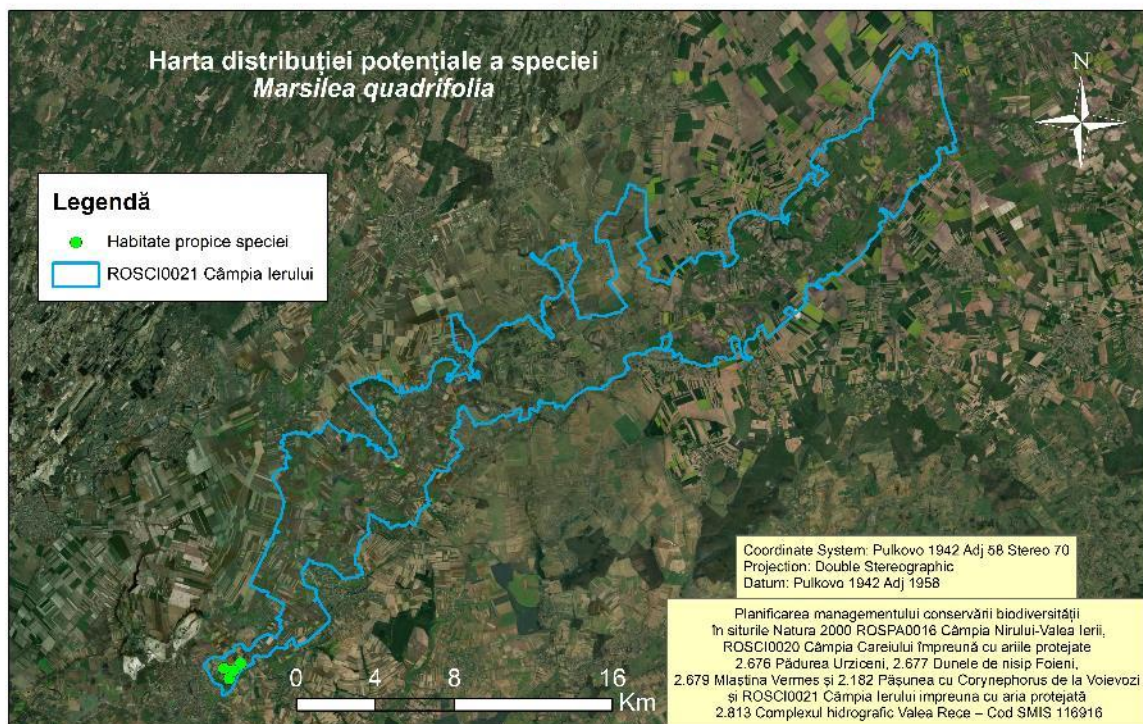 Harta distribuției potențiale a speciei
Marsilea quadrifolia
N
Legendă
Habitate propice speciei
ROSCI0021 Câmpia Ierului
Coordinate System: Pulkovo 1942 Adj 58 Stereo 70
Projection: Double Stereographic
Datum: Pulkovo 1942 Adj 1958
Planificarea managementului conservării biodiversității
în siturile Natura 2000 ROSPA0016 Câmpia Nirului-Valea Ierii,
ROSCI0020 Câmpia Careiului împreună cu ariile protejate
2.676 Pădurea Urziceni, 2.677 Dunele de nisip Foieni,
2.679 Mlaștina Vermes și 2.182 Pășunea cu Corynephorus de la Voievozi
și ROSCI0021 Câmpia Ierului impreuna cu aria protejată
2.813 Complexul hidrografic Valea Rece – Cod SMIS 116916
0 4 8 16
Km